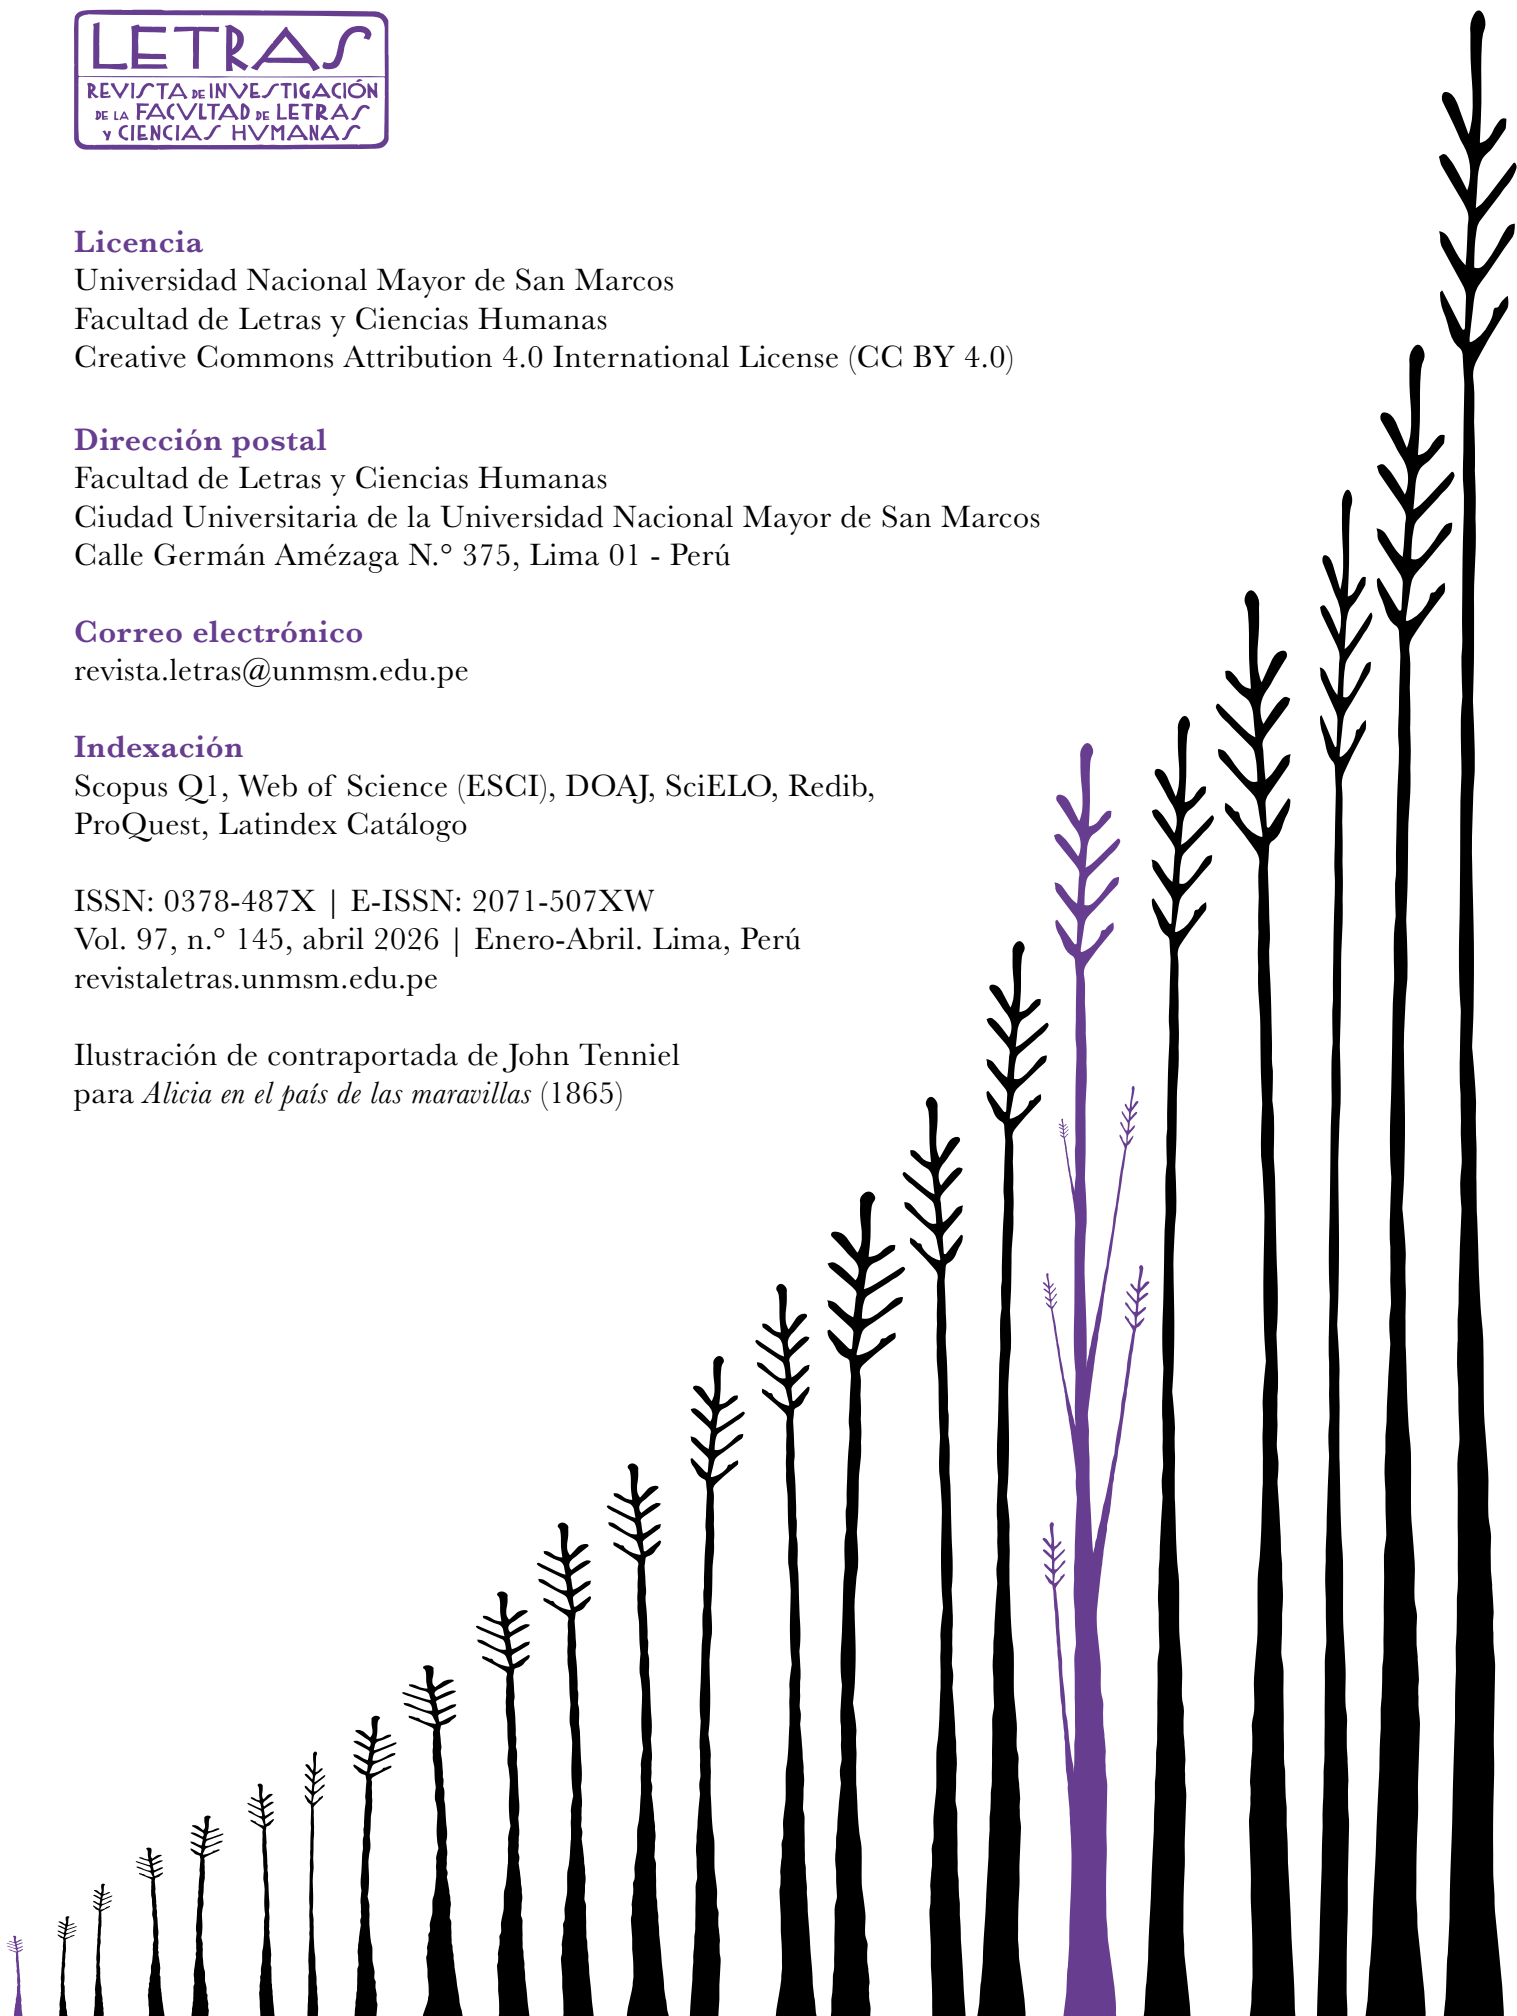 LETRAS
REVISTA DE INVESTIGACIÓN
DE LA FACVLTAD DE LETRAS
Y CIENCIAS HVMANAS
Licencia
Universidad Nacional Mayor de San Marcos
Facultad de Letras y Ciencias Humanas
Creative Commons Attribution 4.0 International License (CC BY 4.0)
Dirección postal
Facultad de Letras y Ciencias Humanas
Ciudad Universitaria de la Universidad Nacional Mayor de San Marcos
Calle Germán Amézaga N.° 375, Lima 01 - Perú
Correo electrónico
revista.letras@unmsm.edu.pe
Indexación
Scopus Q1, Web of Science (ESCI), DOAJ, SciELO, Redib,
ProQuest, Latindex Catálogo
ISSN: 0378-487X | E-ISSN: 2071-507XW
Vol. 97, n.° 145, abril 2026 | Enero-Abril. Lima, Perú
revistaletras.unmsm.edu.pe
Ilustración de contraportada de John Tenniel
para Alicia en el país de las maravillas (1865)